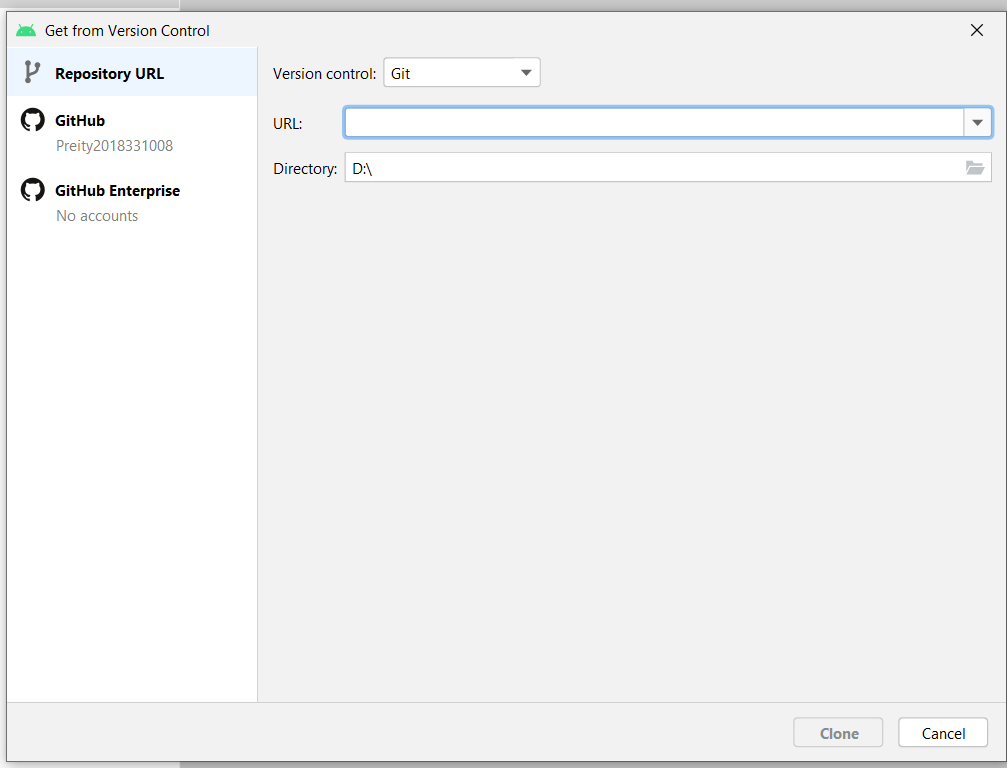 Get from Version Control
Repository URL
GitHub
Preity2018331008
GitHub Enterprise
No accounts
Version control: Git
URL:
Directory: D:\
Clone
Cancel